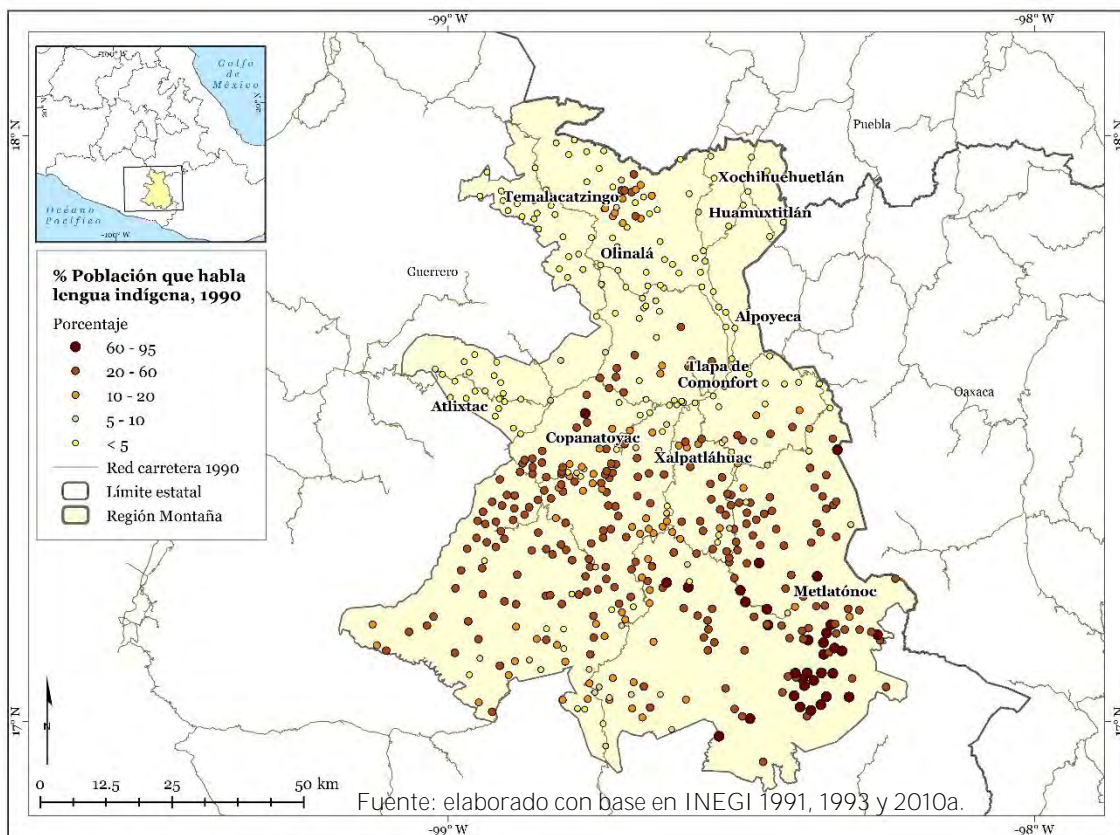 -99° W
-98° W
-100° W
Golfo
de
México
20° N
20° N
Océano
Pacífico
-100° W
18° N
18° N
Puebla
Xochihuehuetlán
Temalacatzingo
Huamuxtitlán
Olinalá
Guerrero
Alpoyeca
Tlapa de
Comonfort
Oaxaca
Atlixtac
Copanatoyac
Xalpatláhuac
Metlatónoc
% Población que habla
lengua indígena, 1990
Porcentaje
60 - 95
20 - 60
10 - 20
5 - 10
< 5
Red carretera 1990
Límite estatal
Región Montaña
17° N
17° N
N
0 12.5 25 50 km
Fuente: elaborado con base en INEGI 1991, 1993 y 2010a.
-99° W
-98° W